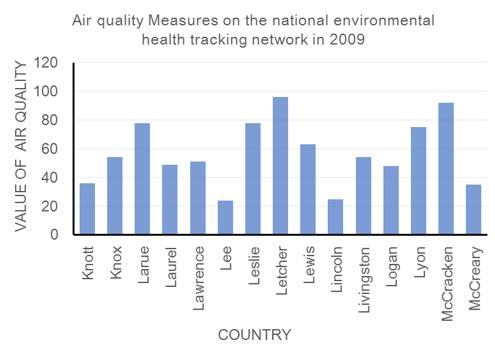 Air quality Measures on the national environmental
health tracking network in 2009
VALUE OF AIR QUALITY
120
100
80
60
40
20
0
Knott
Knox
Larue
Laurel
Lawrence
Lee
Leslie
Letcher
Lewis
Lincoln
Livingston
Logan
Lyon
McCracken
McCreary
COUNTRY